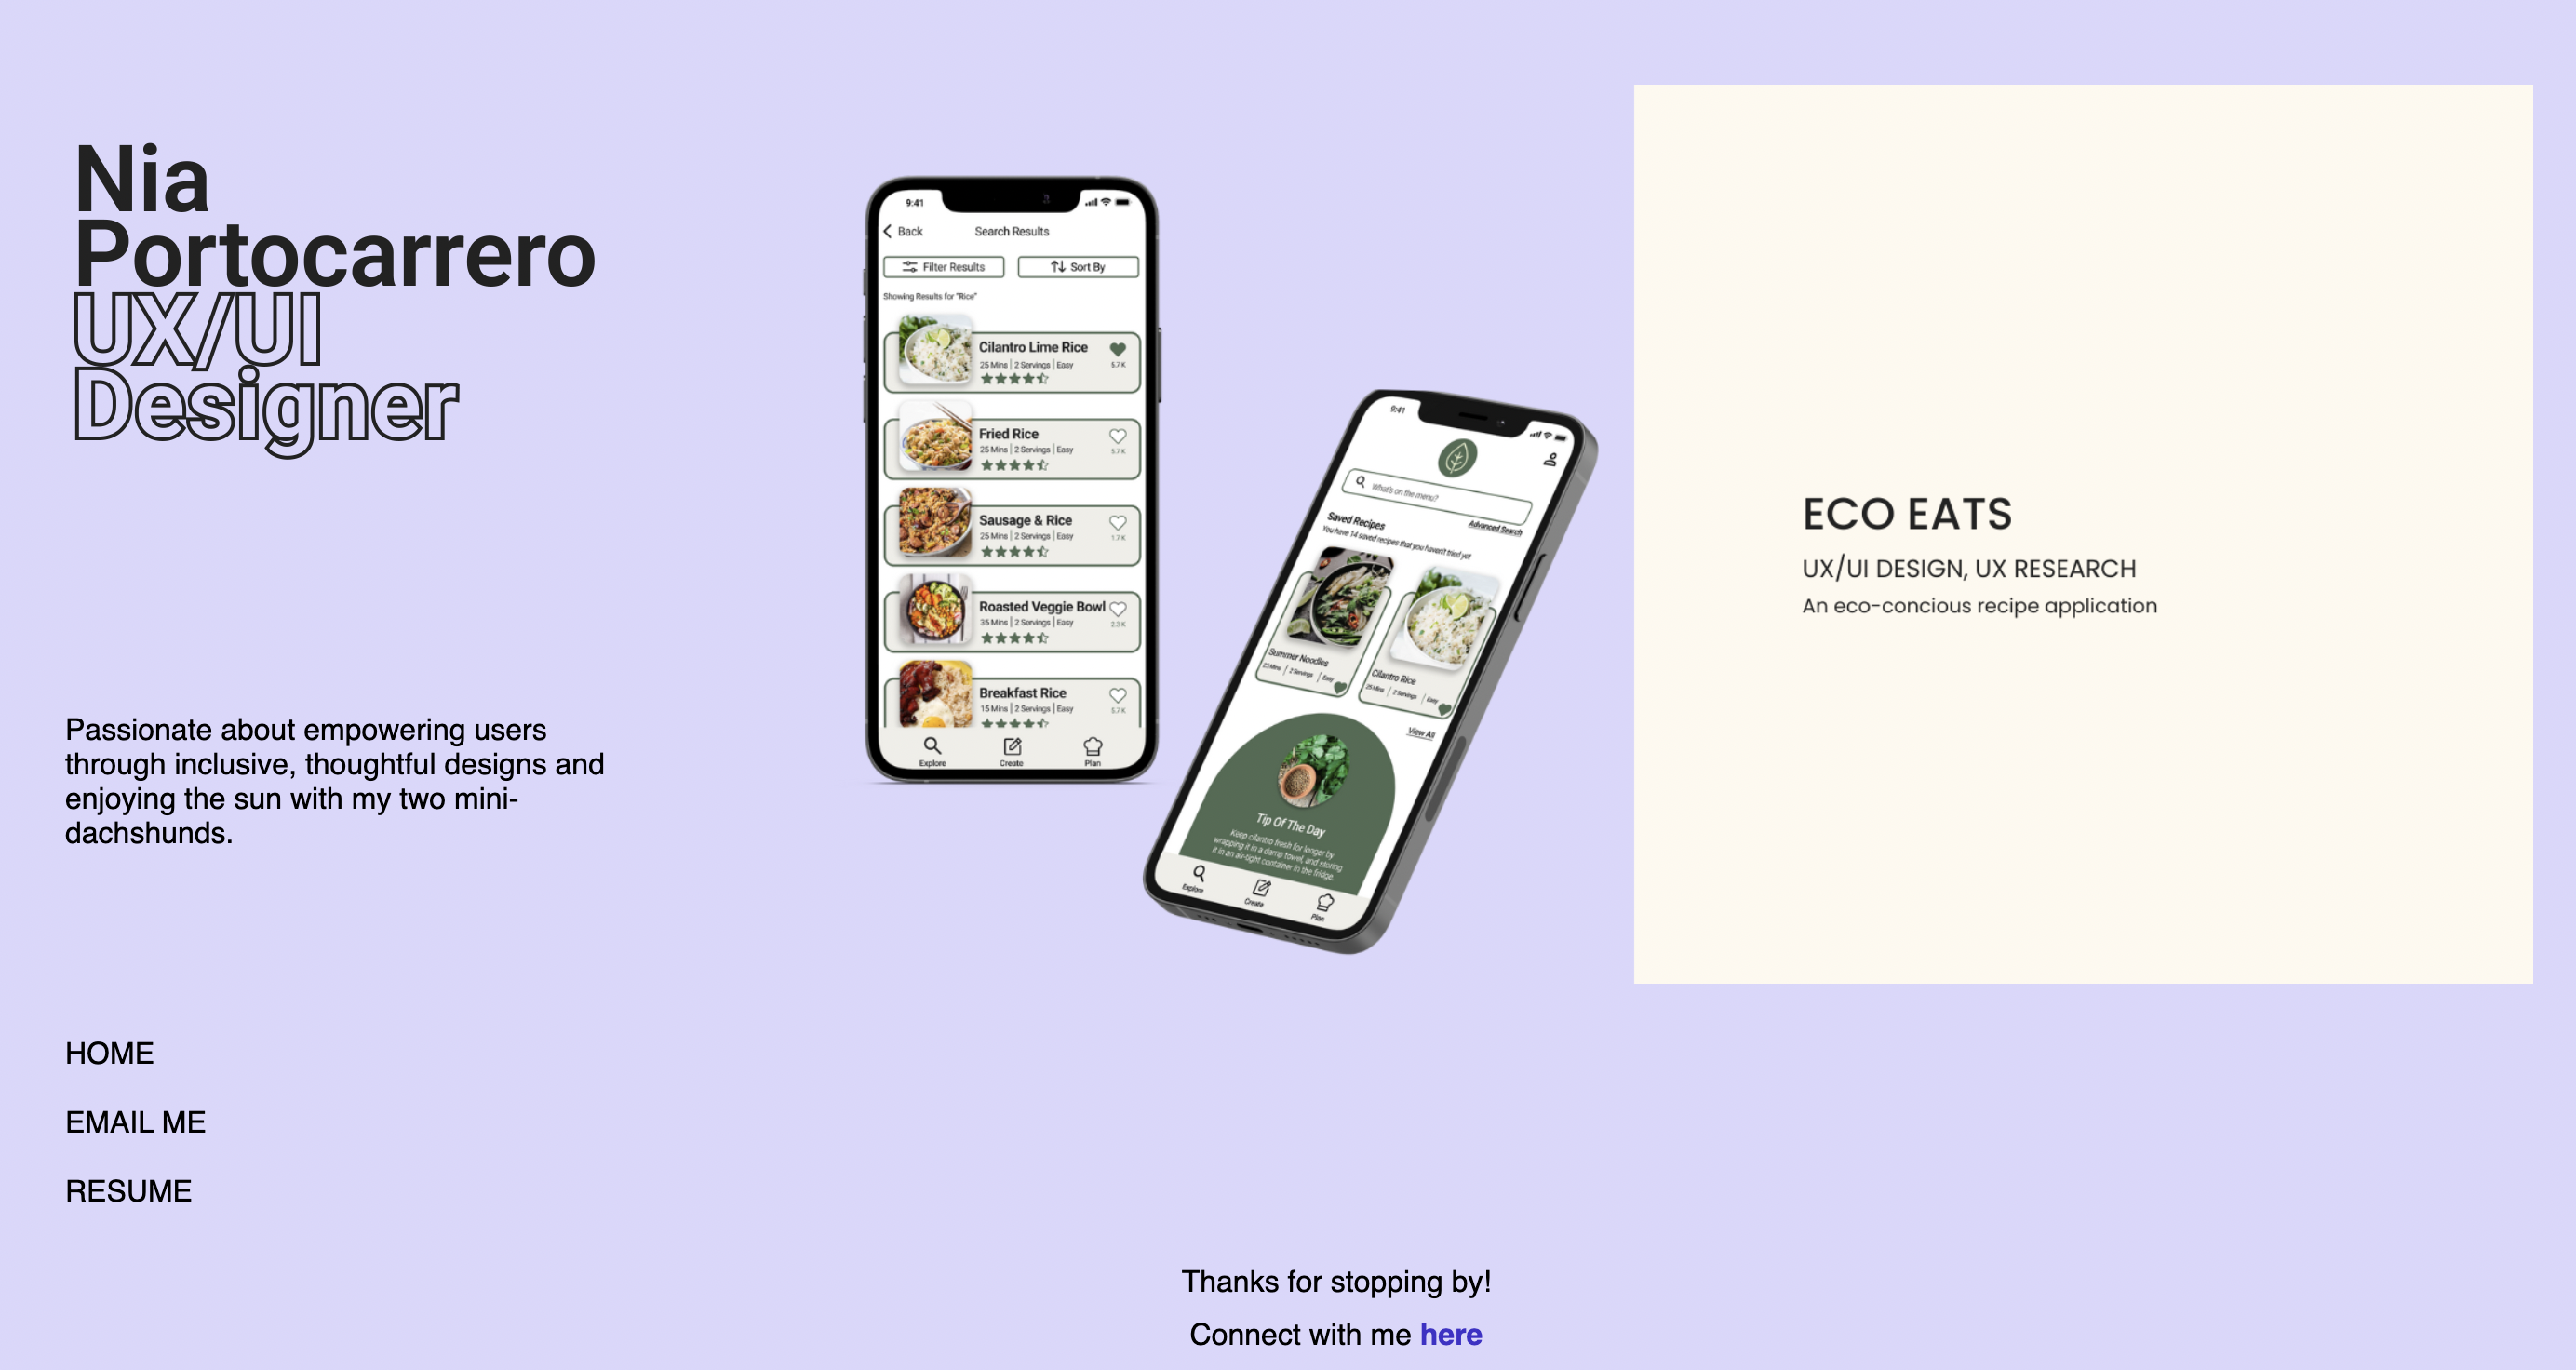 Nia
Portocarrero
UX/UI
Designer
Passionate about empowering users
through inclusive, thoughtful designs and
enjoying the sun with my two mini-
dachshunds.
HOME
EMAIL ME
RESUME
9:41
Back
Search Results
Filter Results
Sort By
Showing Results for "Rice"
Cilantro Lime Rice
25 Mins | 2 Servings | Easy
5.7 K
Fried Rice
25 Mins | 2 Servings | Easy
5.7 K
Sausage & Rice
25 Mins | 2 Servings | Easy
1.7 K
Roasted Veggie Bowl
35 Mins | 2 Servings | Easy
2.3 K
Breakfast Rice
15 Mins | 2 Servings | Easy
5.7 K
Explore
Create
Plan
9:41
What's on the menu?
Advanced Search
Saved Recipes
You have 14 saved recipes that you haven't tried yet
Summer Noodles
25 Mins | 2 Servings | Easy
Cilantro Rice
25 Mins | 2 Servings | Easy
View All
Tip Of The Day
Keep cilantro fresh for longer by
wrapping it in a damp towel, and storing
it in an air-tight container in the fridge.
Explore
Create
Plan
ECO EATS
UX/UI DESIGN, UX RESEARCH
An eco-concious recipe application
Thanks for stopping by!
Connect with me here